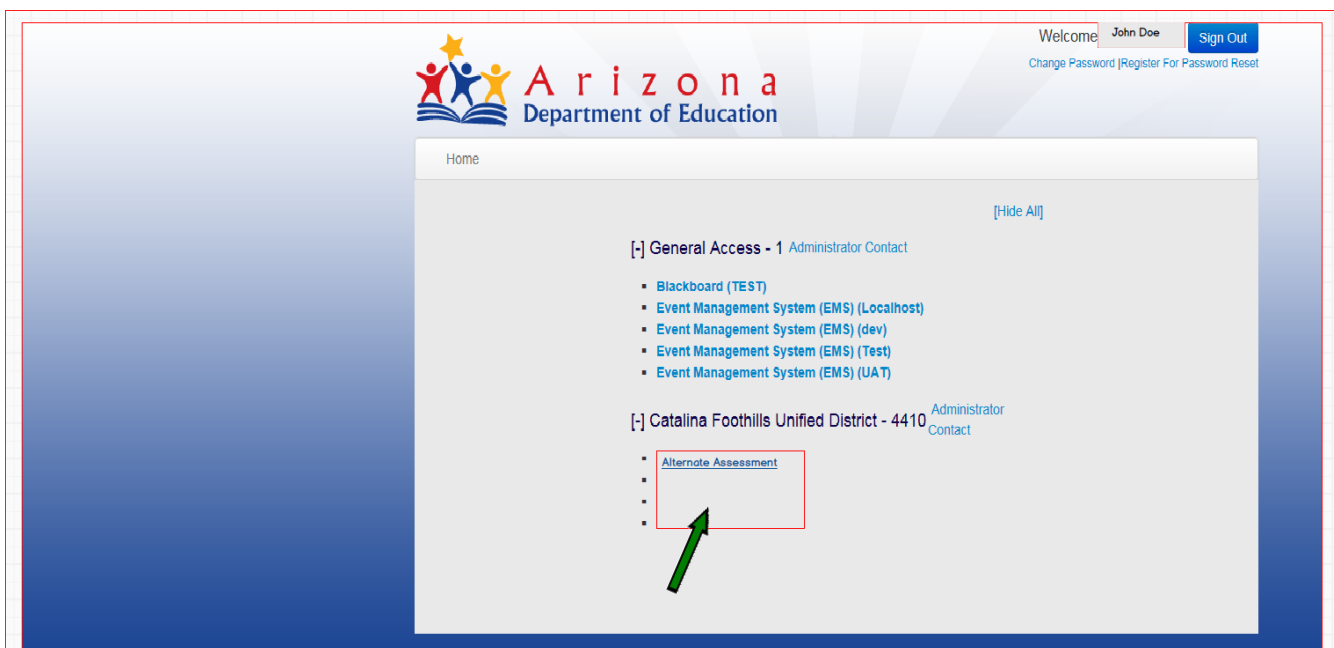 Welcome John Doe Sign Out
Change Password |Register For Password Reset
Arizona
Department of Education
Home
[Hide All]
[-] General Access - 1 Administrator Contact
Blackboard (TEST)
Event Management System (EMS) (Localhost)
Event Management System (EMS) (dev)
Event Management System (EMS) (Test)
Event Management System (EMS) (UAT)
[-] Catalina Foothills Unified District - 4410 Administrator
Contact
Alternate Assessment